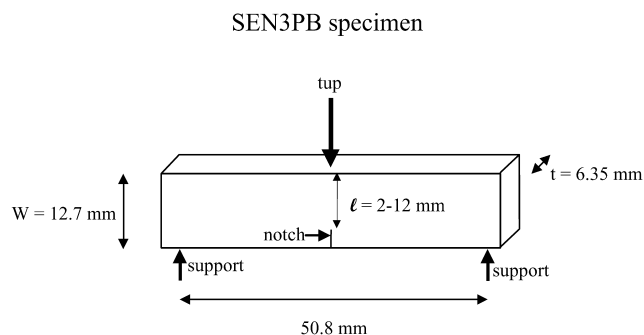 SEN3PB specimen
tup
t = 6.35 mm
W = 12.7 mm
ℓ = 2-12 mm
notch
support
support
50.8 mm